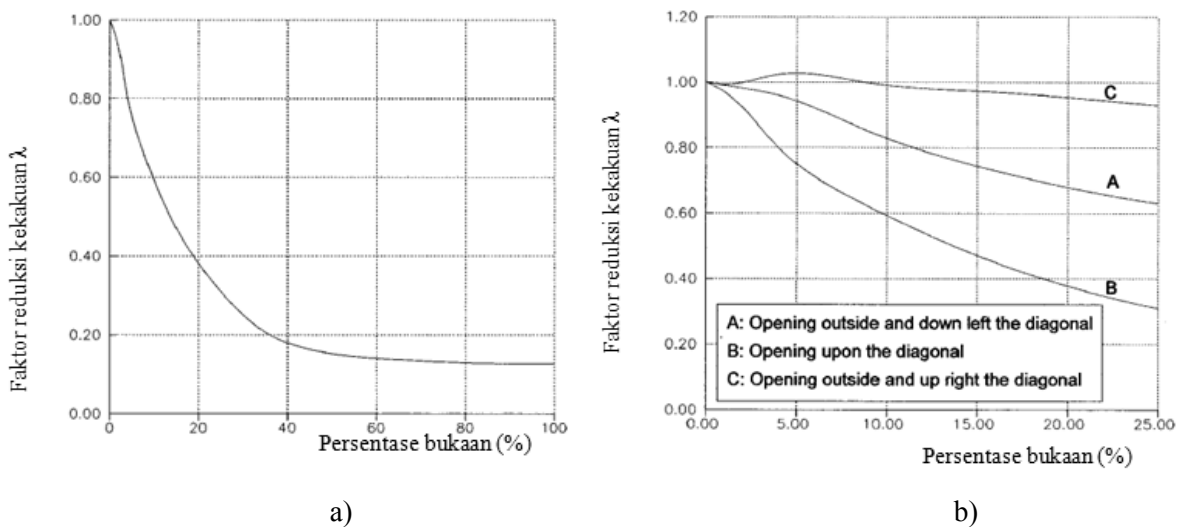 1.00
0.80
0.60
0.40
0.20
0.00
0
20
40
60
80
100
Faktor reduksi kekakuan λ
Persentase bukaan (%)
a)
1.20
1.00
0.80
0.60
0.40
0.20
0.00
0.00
5.00
10.00
15.00
20.00
25.00
Faktor reduksi kekakuan λ
C
A
B
A: Opening outside and down left the diagonal
B: Opening upon the diagonal
C: Opening outside and up right the diagonal
Persentase bukaan (%)
b)